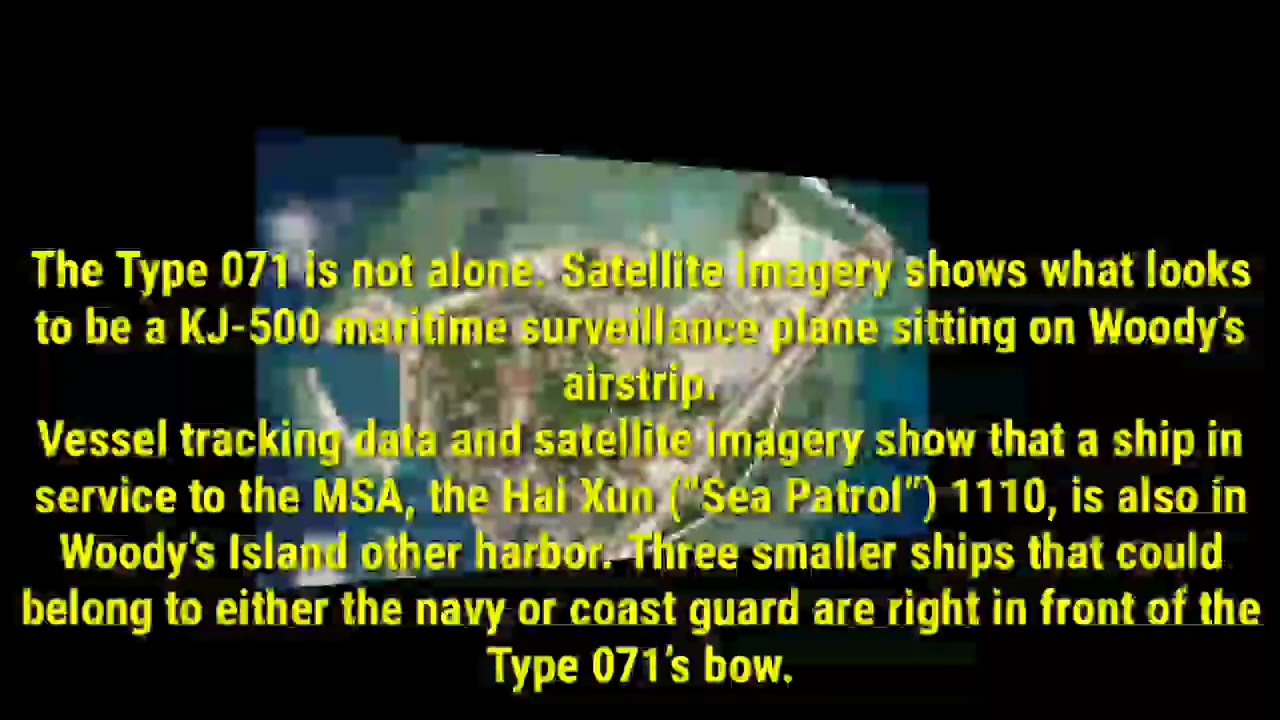 The Type 071 is not alone. Satellite imagery shows what looks
to be a KJ-500 maritime surveillance plane sitting on Woody’s
airstrip.
Vessel tracking data and satellite imagery show that a ship in
service to the MSA, the Hai Xun (“Sea Patrol”) 1110, is also in
Woody’s Island other harbor. Three smaller ships that could
belong to either the navy or coast guard are right in front of the
Type 071’s bow.